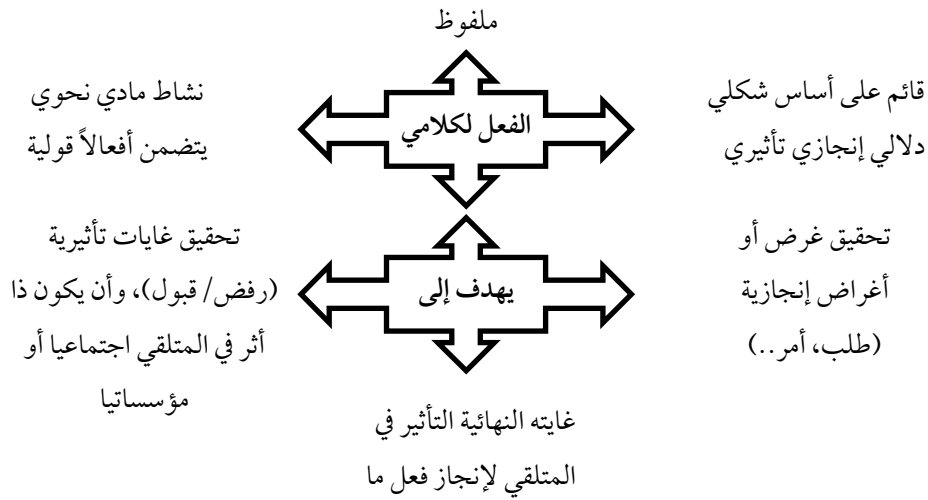 ملفوظ
قائم على أساس شكلي
دلالي إنجازي تأثيري
الفعل لكلامي
نشاط مادي نحوي
يتضمن أفعالاً قولية
تحقيق غرض أو
أغراض إنجازية
(طلب، أمر..)
يهدف إلى
تحقيق غايات تأثيرية
(رفض/ قبول)، وأن يكون ذا
أثر في المتلقي اجتماعيا أو
مؤسساتيا
غايته النهائية التأثير في
المتلقي لإنجاز فعل ما